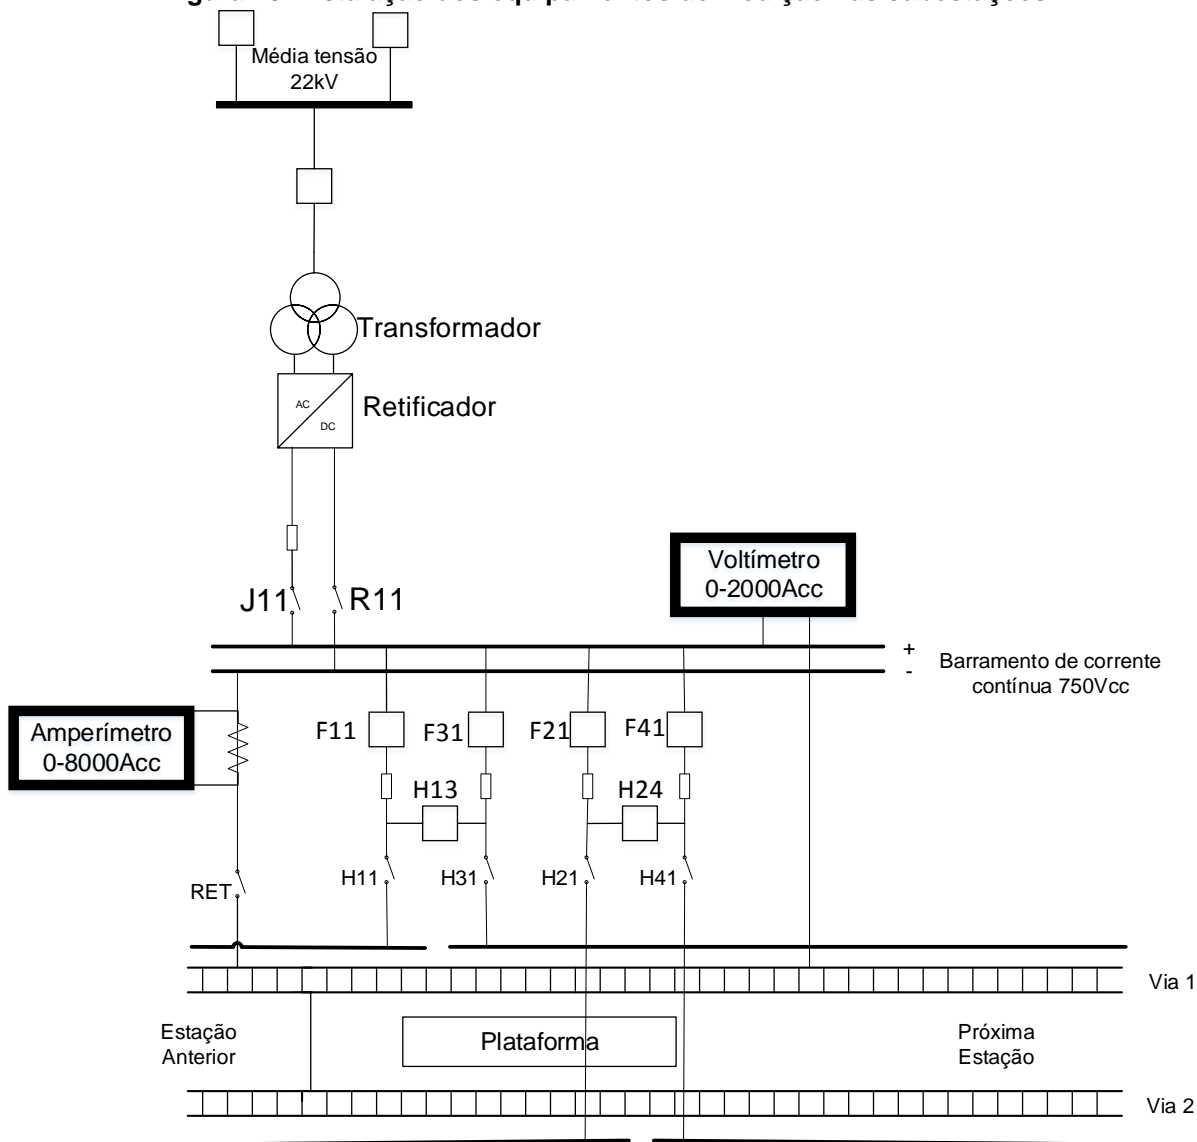 Média tensão
22kV
Transformador
AC
DC
Retificador
J11
R11
Voltímetro
0-2000Acc
+
-
Barramento de corrente
contínua 750Vcc
Amperímetro
0-8000Acc
F11
F31
F21
F41
H13
H24
RET
H11
H31
H21
H41
Via 1
Estação
Anterior
Plataforma
Próxima
Estação
Via 2